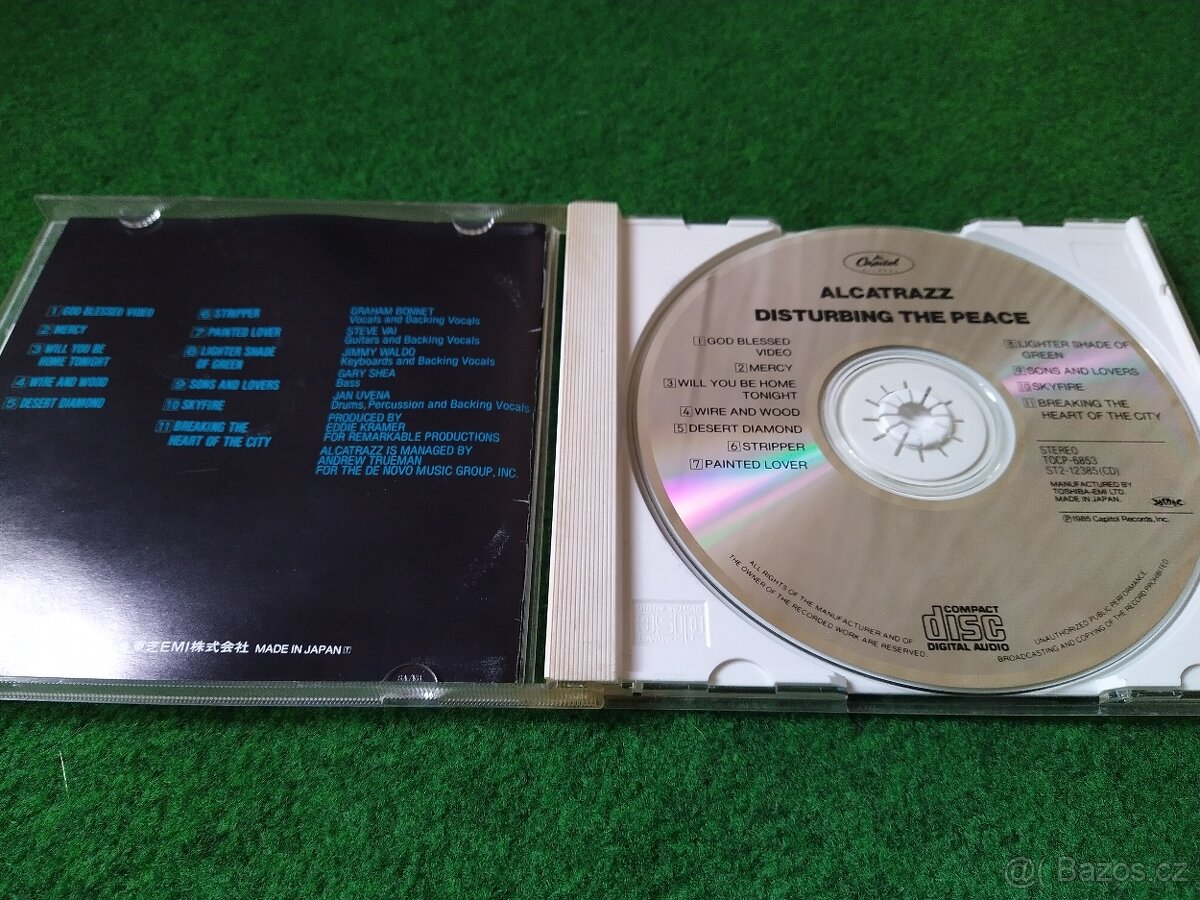 1 GOD BLESSED VIDEO
2 MERCY
3 WILL YOU BE
HOME TONIGHT
4 WIRE AND WOOD
5 DESERT DIAMOND
6 STRIPPER
7 PAINTED LOVER
8 LIGHTER SHADE
OF GREEN
9 SONS AND LOVERS
10 SKYFIRE
11 BREAKING THE
HEART OF THE CITY
GRAHAM BONNET
Vocals and Backing Vocals
STEVE VAI
Guitars and Backing Vocals
JIMMY WALDO
Keyboards and Backing Vocals
GARY SHEA
Bass
JAN UVENA
Drums, Percussion and Backing Vocals
PRODUCED BY
EDDIE KRAMER
FOR REMARKABLE PRODUCTIONS
ALCATRAZZ IS MANAGED BY
ANDREW TRUEMAN
FOR THE DE NOVO MUSIC GROUP, INC.
東芝EMI株式会社 MADE IN JAPAN
Capitol
ALCATRAZZ
DISTURBING THE PEACE
1 GOD BLESSED
VIDEO
2 MERCY
3 WILL YOU BE HOME
TONIGHT
4 WIRE AND WOOD
5 DESERT DIAMOND
6 STRIPPER
7 PAINTED LOVER
8 LIGHTER SHADE OF
GREEN
9 SONS AND LOVERS
10 SKYFIRE
11 BREAKING THE
HEART OF THE CITY
STEREO
TOCP-6853
ST2-12385(CD)
MANUFACTURED BY
TOSHIBA-EMI LTD.
MADE IN JAPAN.
℗1985 Capitol Records, Inc.
ALL RIGHTS OF THE MANUFACTURER AND OF
THE OWNER OF THE RECORDED WORK ARE RESERVED
COMPACT
disc
DIGITAL AUDIO
UNAUTHORIZED PUBLIC PERFORMANCE
BROADCASTING AND COPYING OF THE RECORD PROHIBITED
Bazos.cz